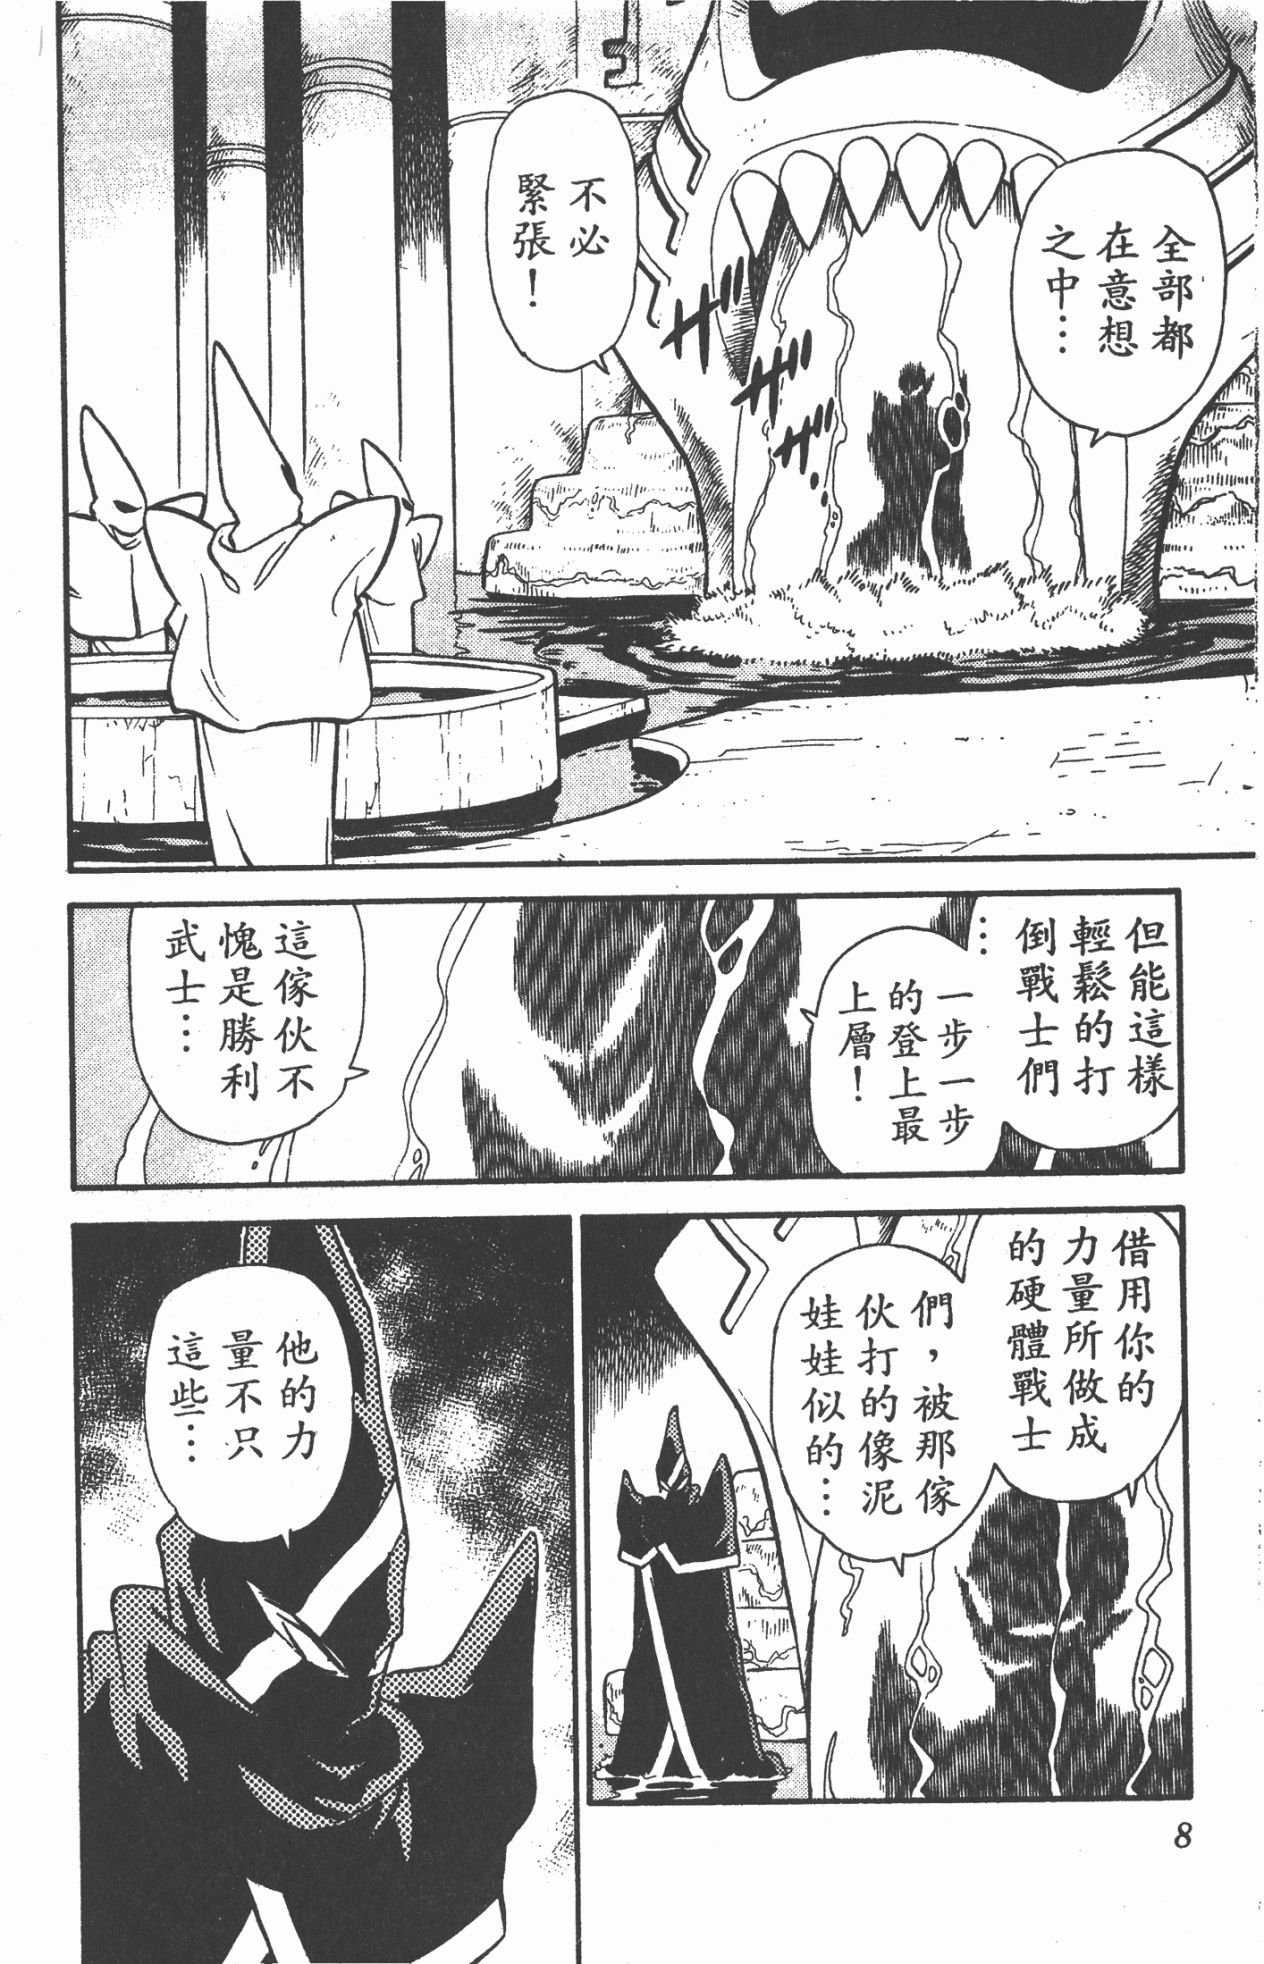 全部都
在意想
之中…
不必
緊張！
ザ"
ザ"
ザ"
但能這樣
輕鬆的打
倒戰士們
…
一步一步
的登上最
上層！
這傢伙不
愧是勝利
武士…
借用你的
力量所做成
的硬體戰士
們，被那傢
伙打的像泥
娃娃似的…
他的力
量不只
這些…
8